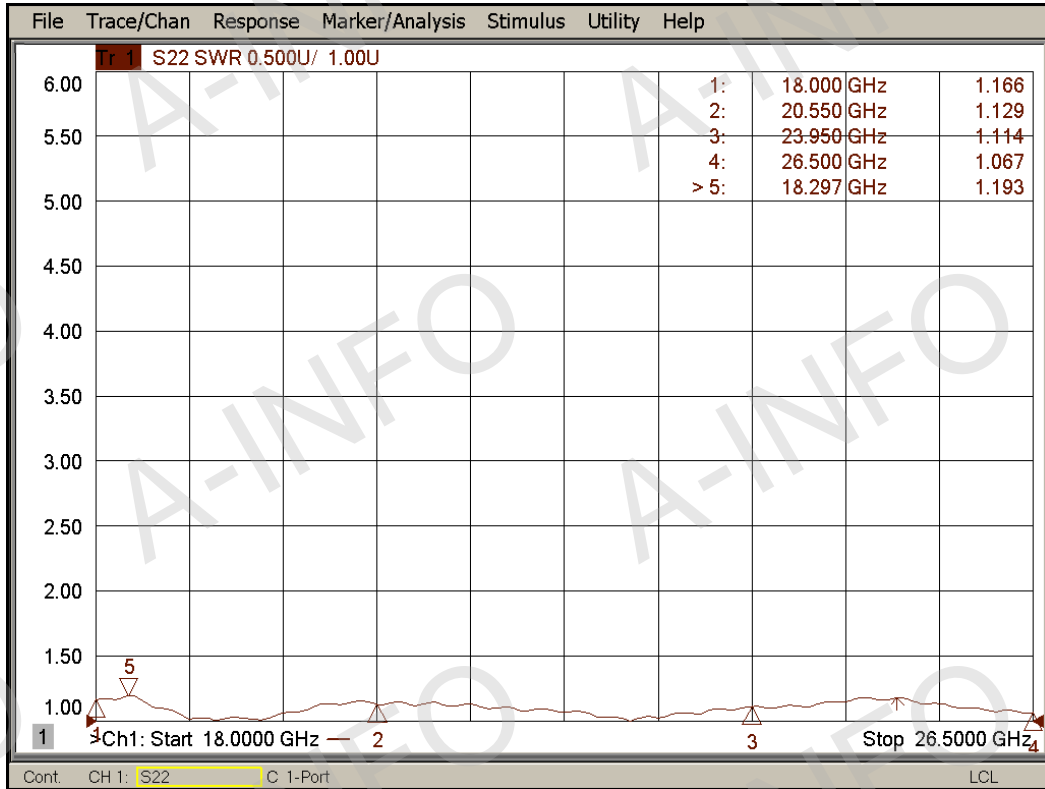 File Trace/Chan Response Marker/Analysis Stimulus Utility Help
Tr 1 S22 SWR 0.500U/ 1.00U
6.00
5.50
5.00
4.50
4.00
3.50
3.00
2.50
2.00
1.50
1.00
1: 18.000 GHz 1.166
2: 20.550 GHz 1.129
3: 23.950 GHz 1.114
4: 26.500 GHz 1.067
> 5: 18.297 GHz 1.193
A-INFO
A-INFO
A-INFO
A-INFO
5
1
2
3
4
1 >Ch1: Start 18.0000 GHz — Stop 26.5000 GHz
Cont. CH 1: S22 C 1-Port LCL